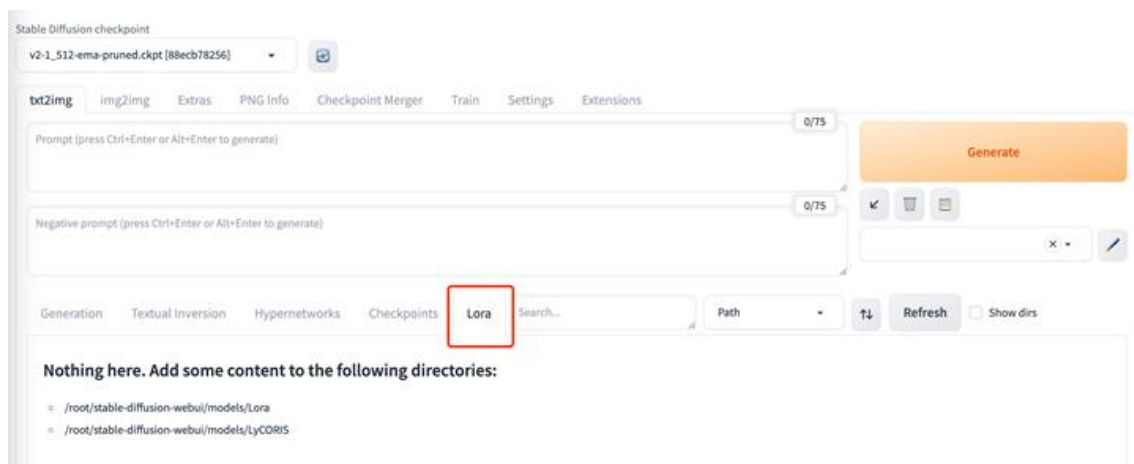 Stable Diffusion checkpoint
v2-1_512-ema-pruned.ckpt [88ecb78256]
txt2img img2img Extras PNG Info Checkpoint Merger Train Settings Extensions
0/75
Prompt (press Ctrl+Enter or Alt+Enter to generate)
Generate
0/75
Negative prompt (press Ctrl+Enter or Alt+Enter to generate)
Generation Textual Inversion Hypernetworks Checkpoints Lora Search... Path Refresh Show dirs
Nothing here. Add some content to the following directories:
/root/stable-diffusion-webui/models/Lora
/root/stable-diffusion-webui/models/LyCORIS